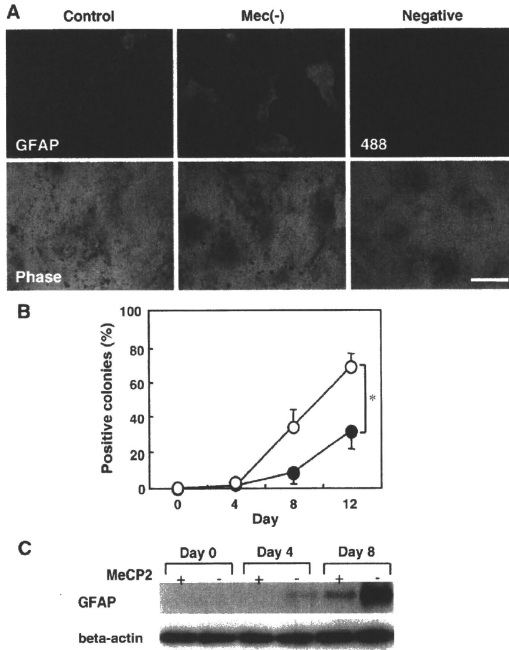 A
Control Mec(-) Negative
GFAP 488
Phase
B
Positive colonies (%)
100
80
60
40
20
0
*
0 4 8 12
Day
C
Day 0 Day 4 Day 8
MeCP2 + - + - + -
GFAP
beta-actin